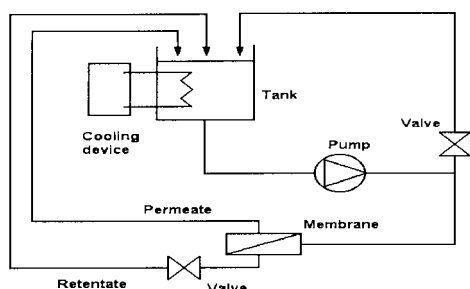 Tank
Cooling
device
Valve
Pump
Permeate
Membrane
Retentate
Valve